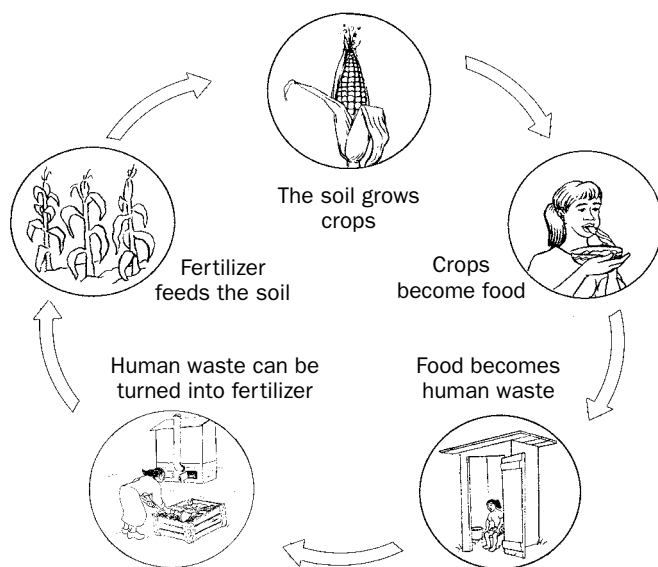 The soil grows
crops
Crops
become food
Food becomes
human waste
Human waste can be
turned into fertilizer
Fertilizer
feeds the soil